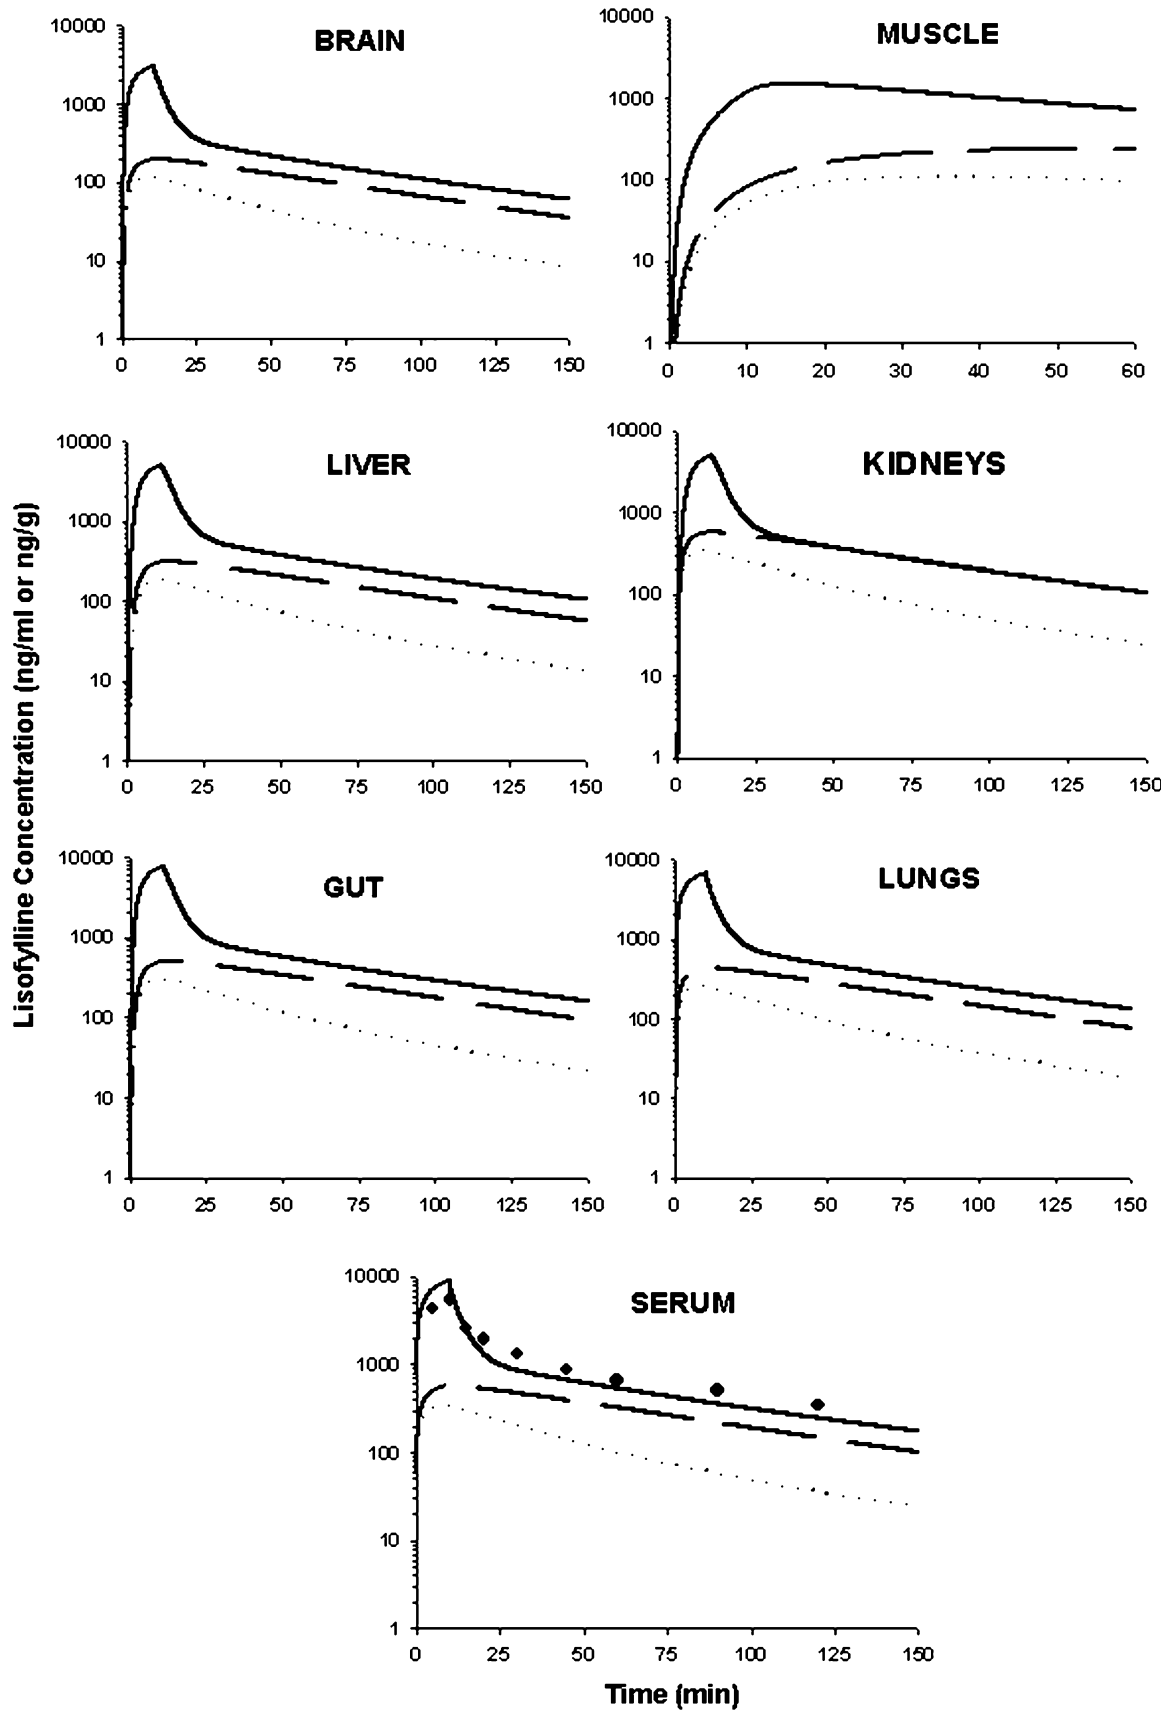 Lisofylline Concentration (ng/ml or ng/g)
BRAIN
10000
1000
100
10
1
0 25 50 75 100 125 150
MUSCLE
10000
1000
100
10
1
0 10 20 30 40 50 60
LIVER
10000
1000
100
10
1
0 25 50 75 100 125 150
KIDNEYS
10000
1000
100
10
1
0 25 50 75 100 125 150
GUT
10000
1000
100
10
1
0 25 50 75 100 125 150
LUNGS
10000
1000
100
10
1
0 25 50 75 100 125 150
SERUM
10000
1000
100
10
1
0 25 50 75 100 125 150
Time (min)